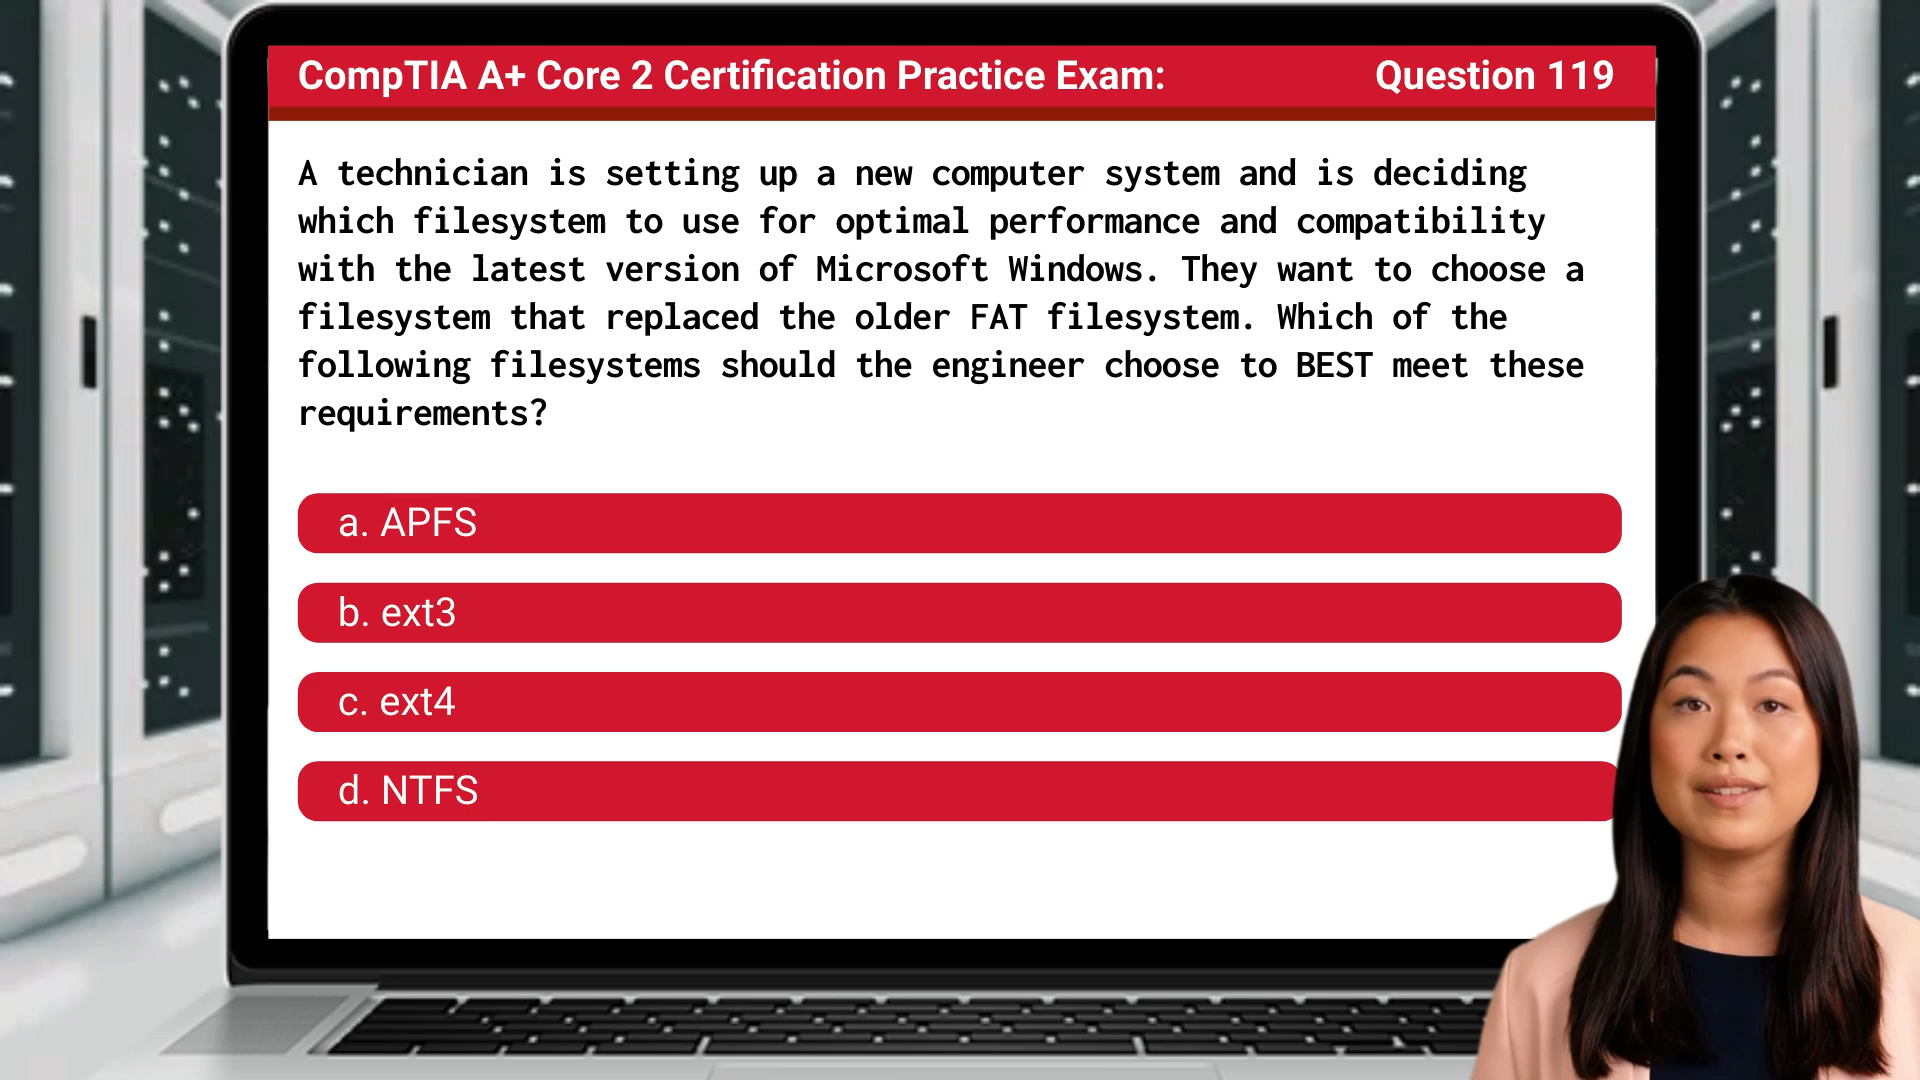 CompTIA A+ Core 2 Certification Practice Exam: Question 119
A technician is setting up a new computer system and is deciding
which filesystem to use for optimal performance and compatibility
with the latest version of Microsoft Windows. They want to choose a
filesystem that replaced the older FAT filesystem. Which of the
following filesystems should the engineer choose to BEST meet these
requirements?
a. APFS
b. ext3
c. ext4
d. NTFS